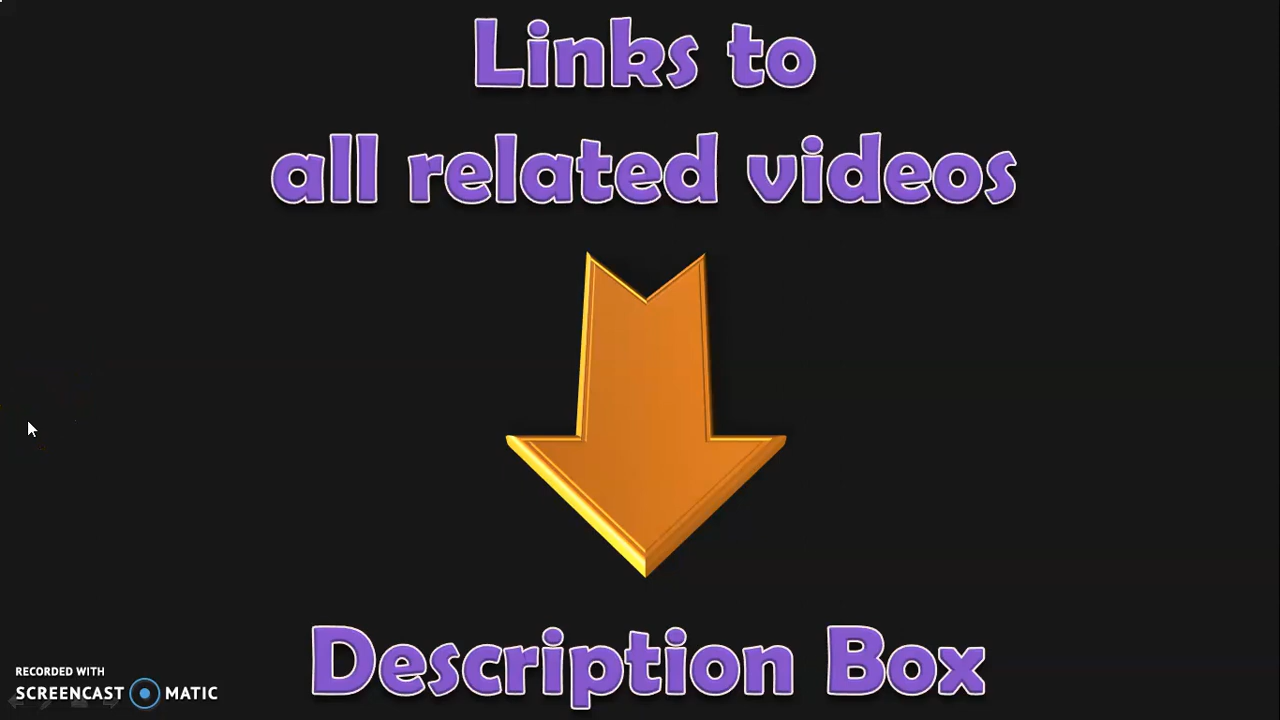 Links to
all related videos
Description Box
RECORDED WITH
SCREENCAST MATIC